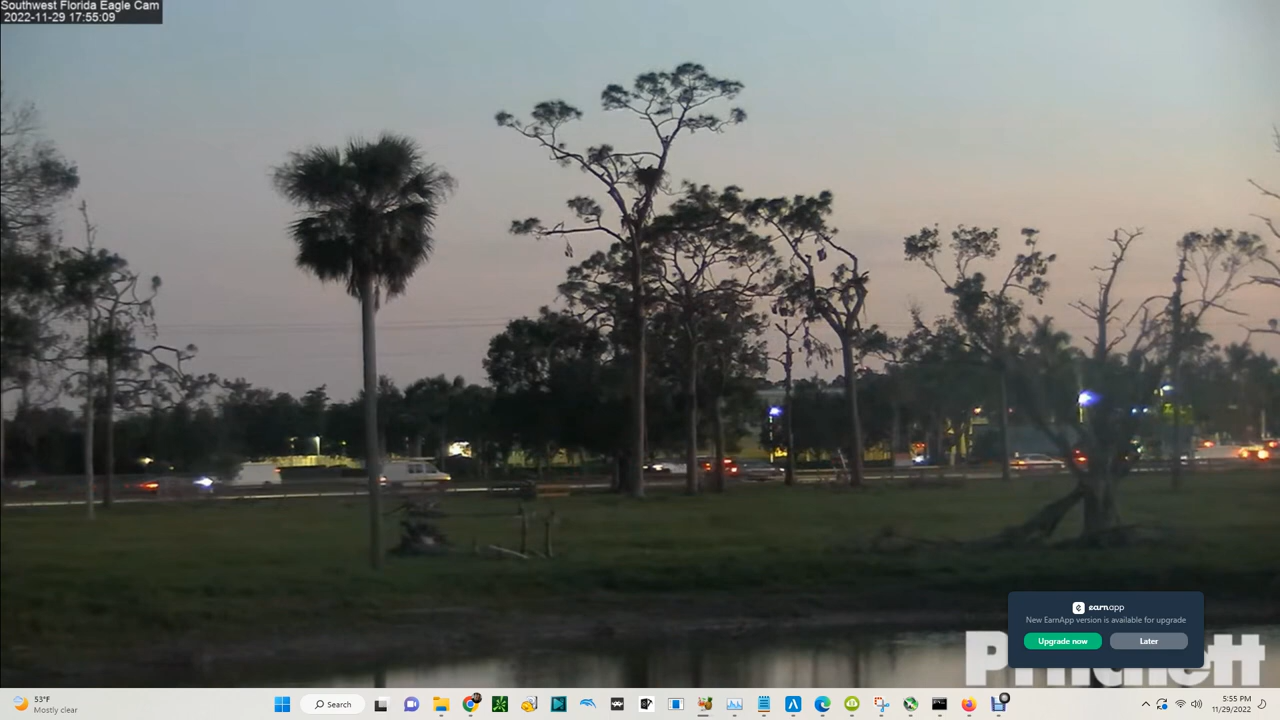 Southwest Florida Eagle Cam
2022-11-29 17:55:09
earnapp
New EarnApp version is available for upgrade
Upgrade now
Later
53°F
Mostly clear
Search
5:55 PM
11/29/2022